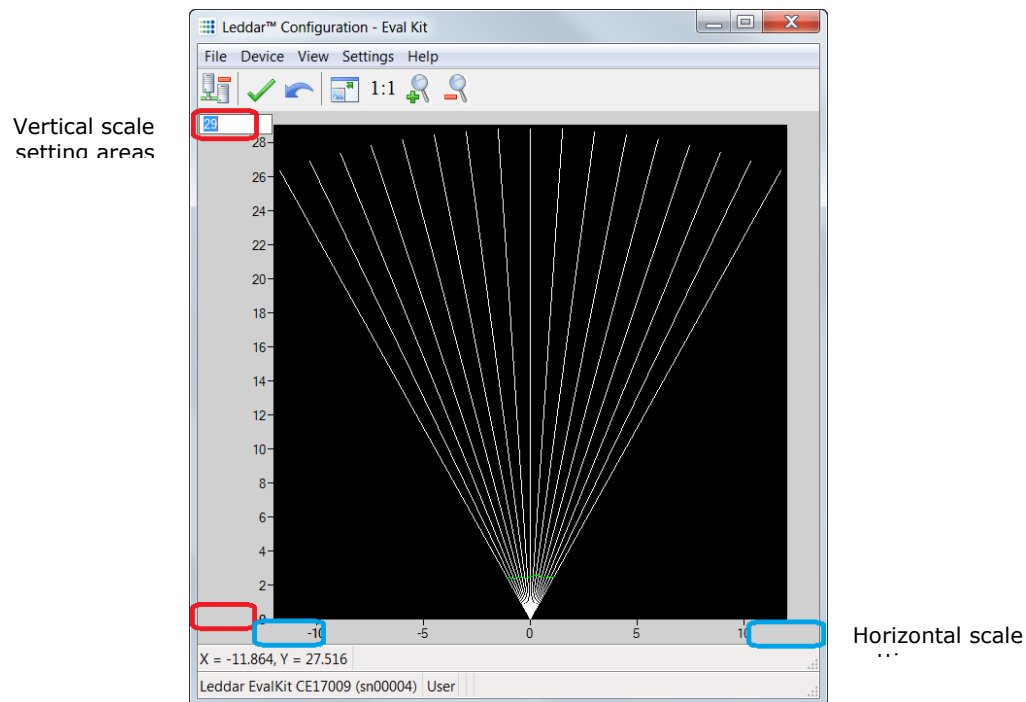 Leddar™ Configuration - Eval Kit
File Device View Settings Help
1:1
Vertical scale
setting areas
29
28
26
24
22
20
18
16
14
12
10
8
6
4
2
0
-10 -5 0 5 10
Horizontal scale
X = -11.864, Y = 27.516
Leddar EvalKit CE17009 (sn00004) User